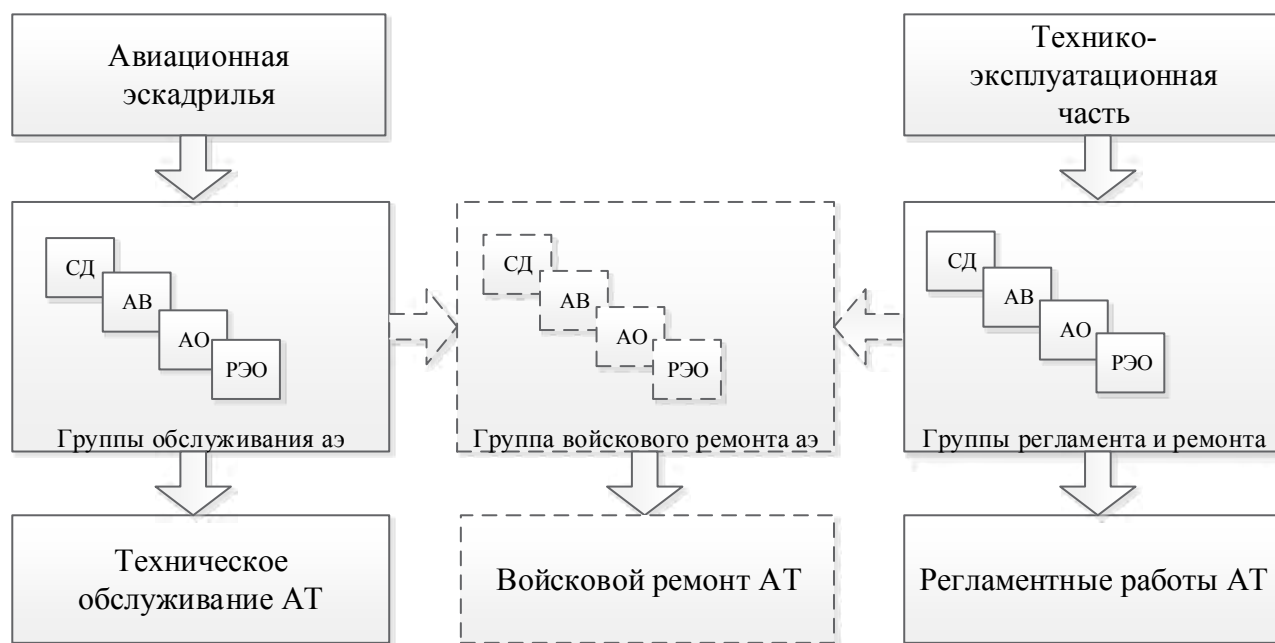 Авиационная
эскадрилья
Технико-
эксплуатационная
часть
СД
АВ
АО
РЭО
Группы обслуживания аэ
СД
АВ
АО
РЭО
Группа войскового ремонта аэ
СД
АВ
АО
РЭО
Группы регламента и ремонта
Техническое
обслуживание АТ
Войсковой ремонт АТ
Регламентные работы АТ